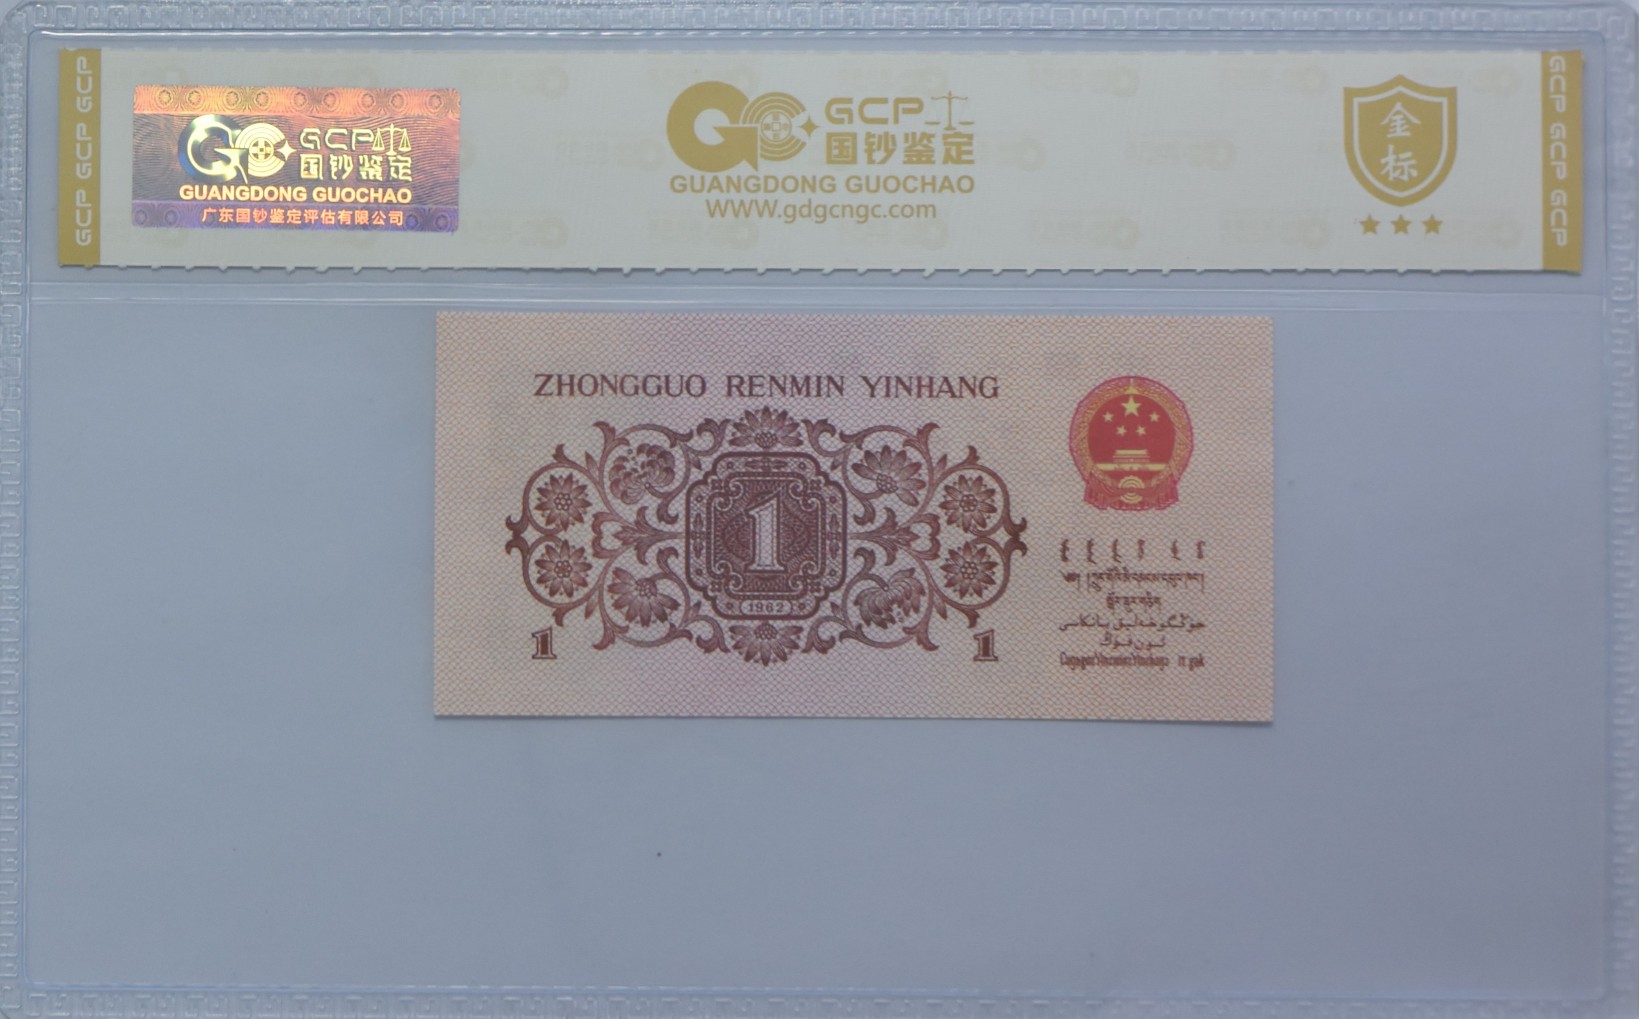 GCP GCP GCP
GCP
国钞鉴定
GUANGDONG GUOCHAO
广东国钞鉴定评估有限公司
GCP
国钞鉴定
GUANGDONG GUOCHAO
WWW.gdgcngc.com
金
标
GCP GCP GCP
ZHONGGUO RENMIN YINHANG
1
1962
1
1